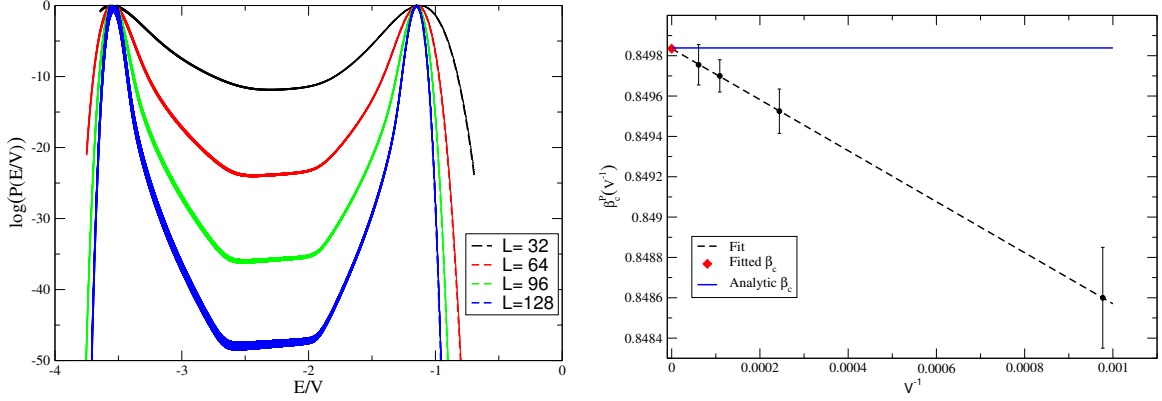 0
-10
-20
-30
-40
-50
log(P(E/V))
-4
-3
-2
-1
0
E/V
L= 32
L= 64
L= 96
L=128
0.8498
0.8496
0.8494
0.8492
0.849
0.8488
0.8486
0.8484
β_c^P(V^-1)
0
0.0002
0.0004
0.0006
0.0008
0.001
V^-1
Fit
Fitted β_c
Analytic β_c